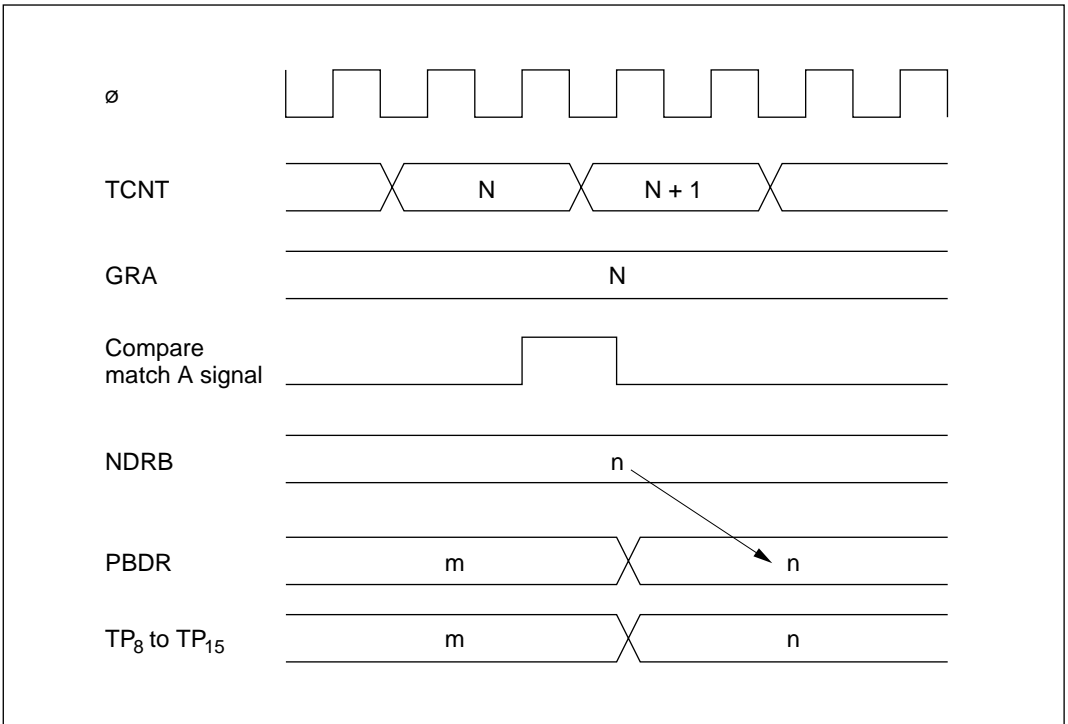 ø
TCNT N N + 1
GRA N
Compare
match A signal
NDRB n
PBDR m n
TP8 to TP15 m n